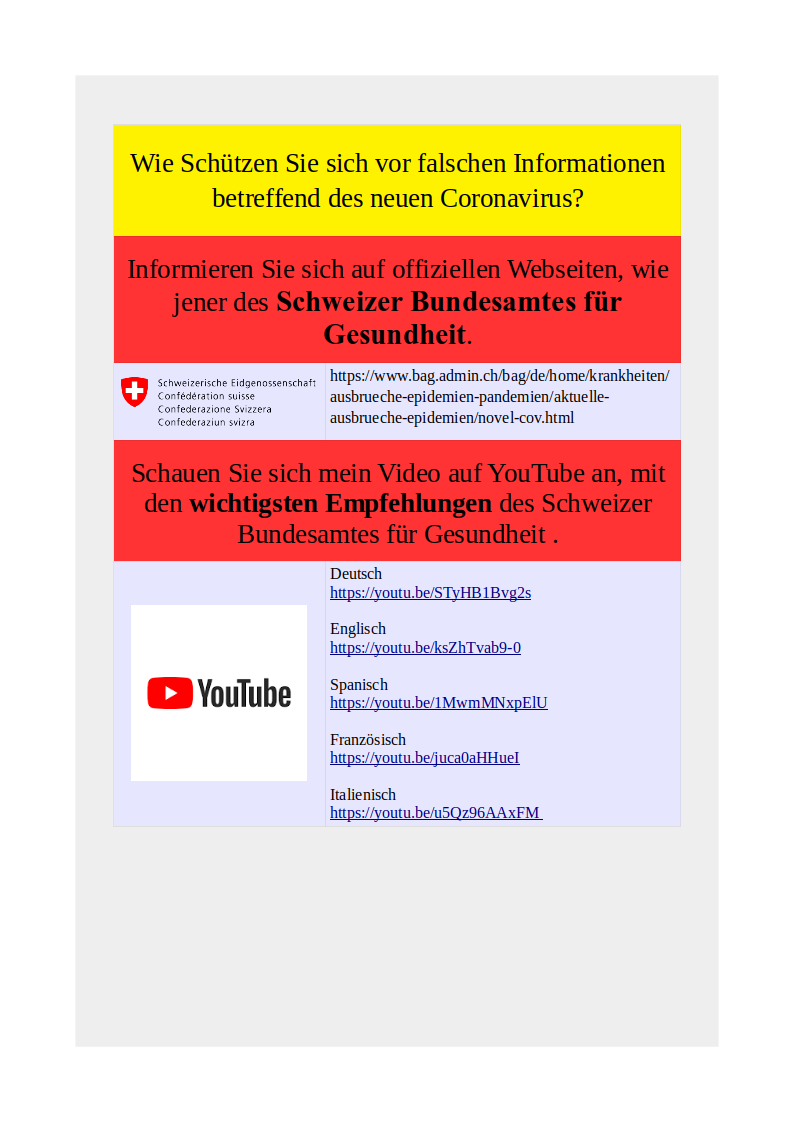 Wie Schützen Sie sich vor falschen Informationen
betreffend des neuen Coronavirus?
Informieren Sie sich auf offiziellen Webseiten, wie
jener des Schweizer Bundesamtes für
Gesundheit.
Schweizerische Eidgenossenschaft
Confédération suisse
Confederazione Svizzera
Confederaziun svizra
https://www.bag.admin.ch/bag/de/home/krankheiten/
ausbrueche-epidemien-pandemien/aktuelle-
ausbrueche-epidemien/novel-cov.html
Schauen Sie sich mein Video auf YouTube an, mit
den wichtigsten Empfehlungen des Schweizer
Bundesamtes für Gesundheit .
YouTube
Deutsch
https://youtu.be/STyHB1Bvg2s
Englisch
https://youtu.be/ksZhTvab9-0
Spanisch
https://youtu.be/1MwmMNxpElU
Französisch
https://youtu.be/juca0aHHueI
Italienisch
https://youtu.be/u5Qz96AAxFM